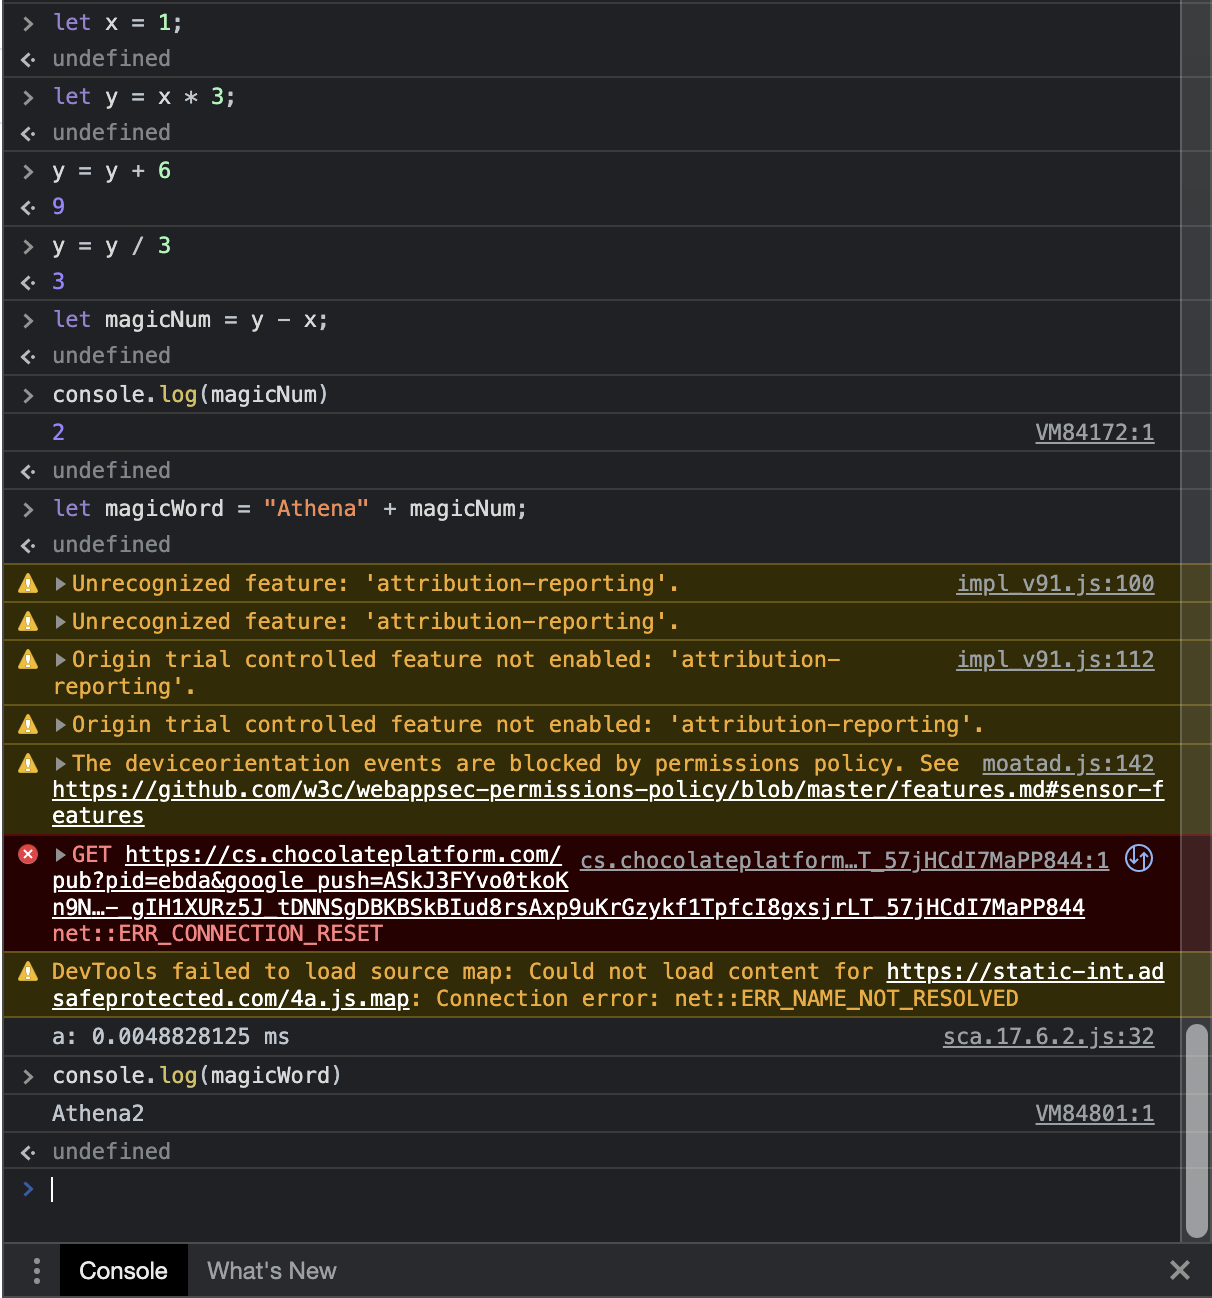 > let x = 1;
undefined
> let y = x * 3;
undefined
> y = y + 6
9
> y = y / 3
3
> let magicNum = y - x;
undefined
> console.log(magicNum)
2 VM84172:1
undefined
> let magicWord = "Athena" + magicNum;
undefined
Unrecognized feature: 'attribution-reporting'. impl_v91.js:100
Unrecognized feature: 'attribution-reporting'.
Origin trial controlled feature not enabled: 'attribution- impl_v91.js:112
reporting'.
Origin trial controlled feature not enabled: 'attribution-reporting'.
The deviceorientation events are blocked by permissions policy. See moatad.js:142
https://github.com/w3c/webappsec-permissions-policy/blob/master/features.md#sensor-f
eatures
GET https://cs.chocolateplatform.com/ cs.chocolateplatform…T_57jHCdI7MaPP844:1
pub?pid=ebda&google_push=ASkJ3FYvo0tkoK
n9N…-_gIH1XURz5J_tDNNSgDBKBSkBIud8rsAxp9uKrGzykf1TpfcI8gxsjrLT_57jHCdI7MaPP844
net::ERR_CONNECTION_RESET
DevTools failed to load source map: Could not load content for https://static-int.ad
safeprotected.com/4a.js.map: Connection error: net::ERR_NAME_NOT_RESOLVED
a: 0.0048828125 ms sca.17.6.2.js:32
> console.log(magicWord)
Athena2 VM84801:1
undefined
>
Console What's New